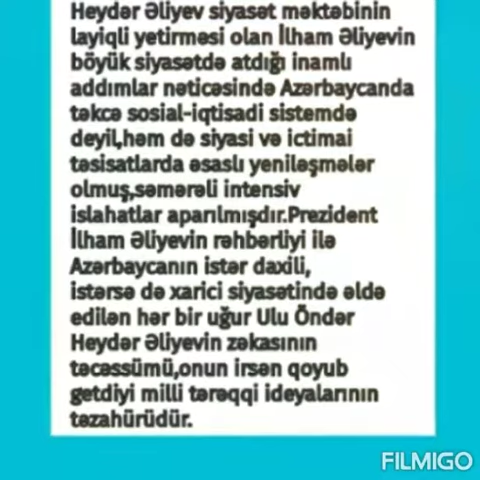 Heydər Əliyev siyasət məktəbinin
layiqli yetirməsi olan İlham Əliyevin
böyük siyasətdə atdığı inamlı
addımlar nəticəsində Azərbaycanda
təkcə sosial-iqtisadi sistemdə
deyil,həm də siyasi və ictimai
təsisatlarda əsaslı yeniləşmələr
olmuş,səmərəli intensiv
islahatlar aparılmışdır.Prezident
İlham Əliyevin rəhbərliyi ilə
Azərbaycanın istər daxili,
istərsə də xarici siyasətində əldə
edilən hər bir uğur Ulu Öndər
Heydər Əliyevin zəkasının
təcəssümü,onun irsən qoyub
getdiyi milli tərəqqi ideyalarının
təzahürüdür.
FILMIGO